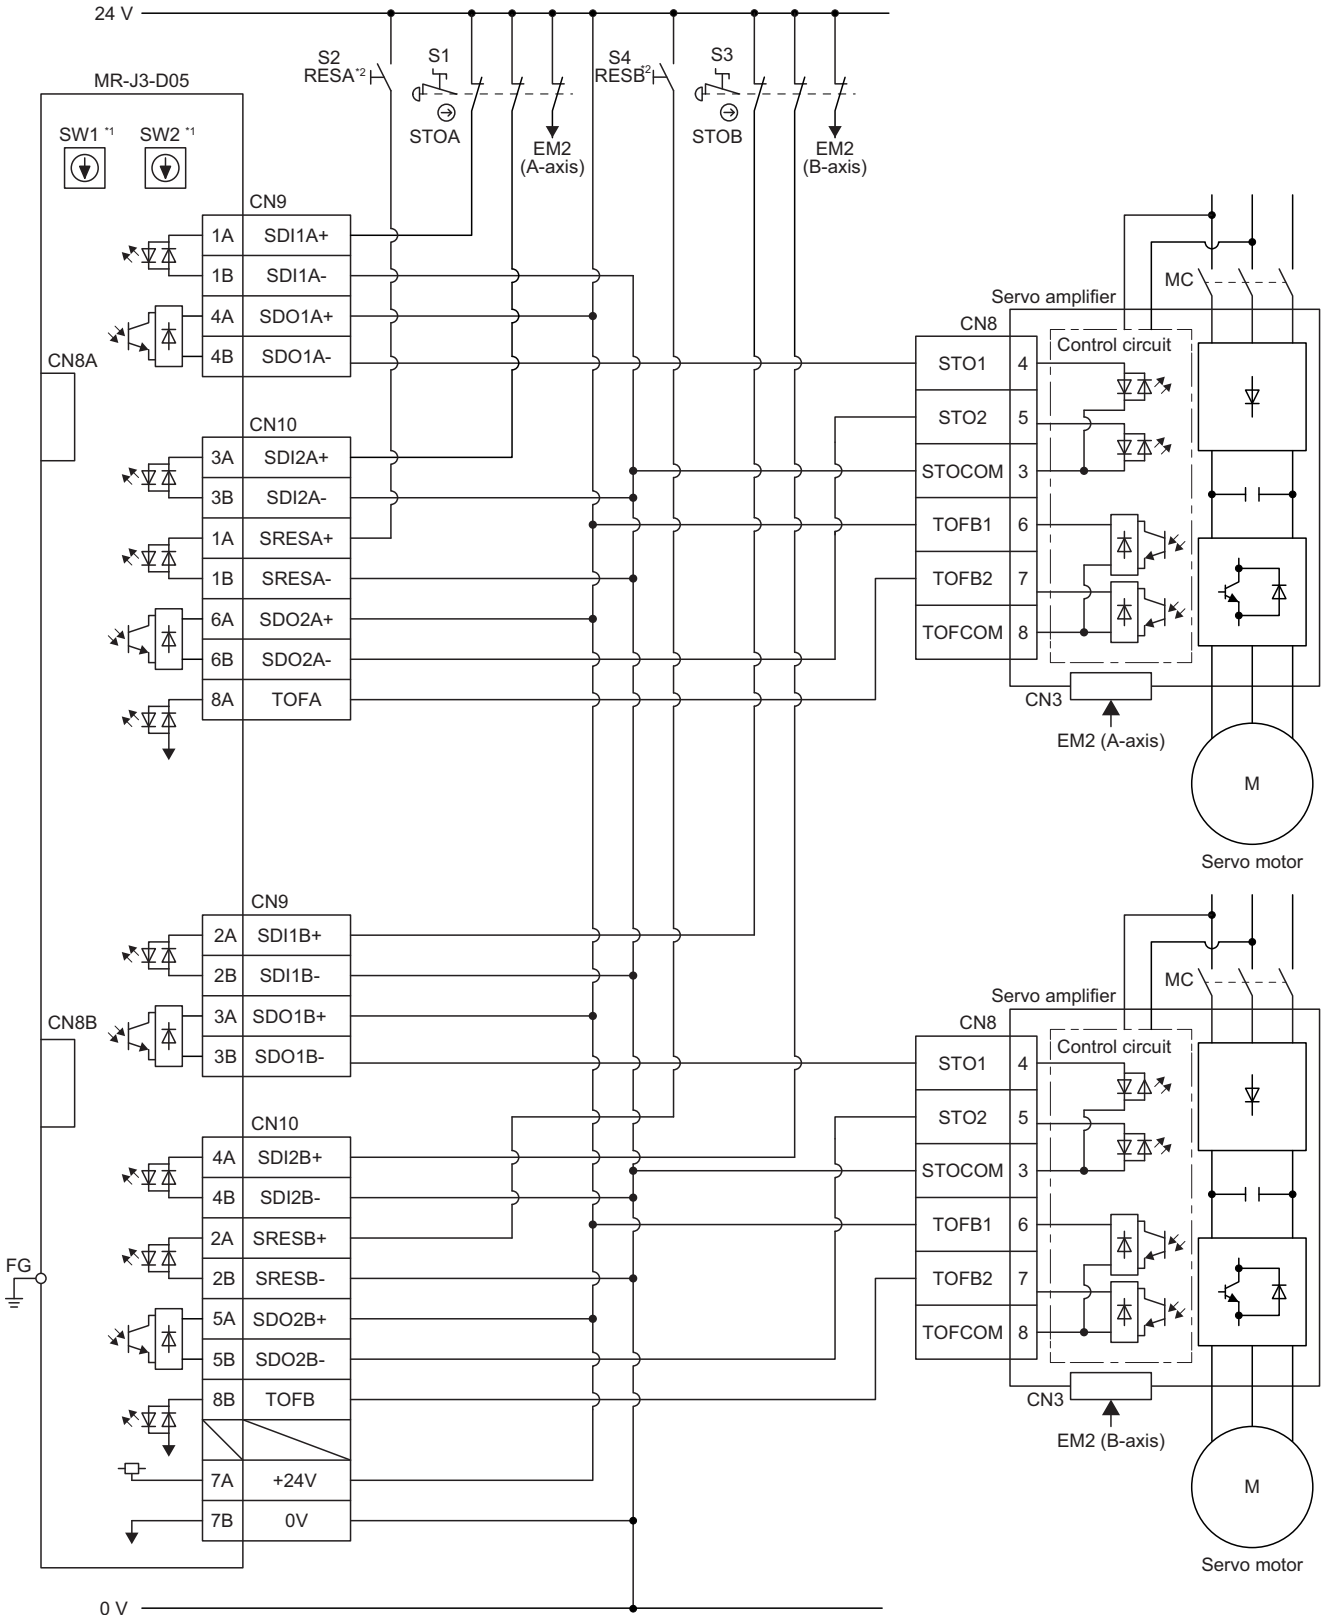 24 V
MR-J3-D05
SW1 *1
SW2 *1
S2
RESA*2
S1
STOA
EM2
(A-axis)
S4
RESB*2
S3
STOB
EM2
(B-axis)
CN8A
CN9
1A SDI1A+
1B SDI1A-
4A SDO1A+
4B SDO1A-
CN10
3A SDI2A+
3B SDI2A-
1A SRESA+
1B SRESA-
6A SDO2A+
6B SDO2A-
8A TOFA
MC
Servo amplifier
CN8
Control circuit
STO1 4
STO2 5
STOCOM 3
TOFB1 6
TOFB2 7
TOFCOM 8
CN3
EM2 (A-axis)
M
Servo motor
CN8B
FG
CN9
2A SDI1B+
2B SDI1B-
3A SDO1B+
3B SDO1B-
CN10
4A SDI2B+
4B SDI2B-
2A SRESB+
2B SRESB-
5A SDO2B+
5B SDO2B-
8B TOFB
7A +24V
7B 0V
MC
Servo amplifier
CN8
Control circuit
STO1 4
STO2 5
STOCOM 3
TOFB1 6
TOFB2 7
TOFCOM 8
CN3
EM2 (B-axis)
M
Servo motor
0 V